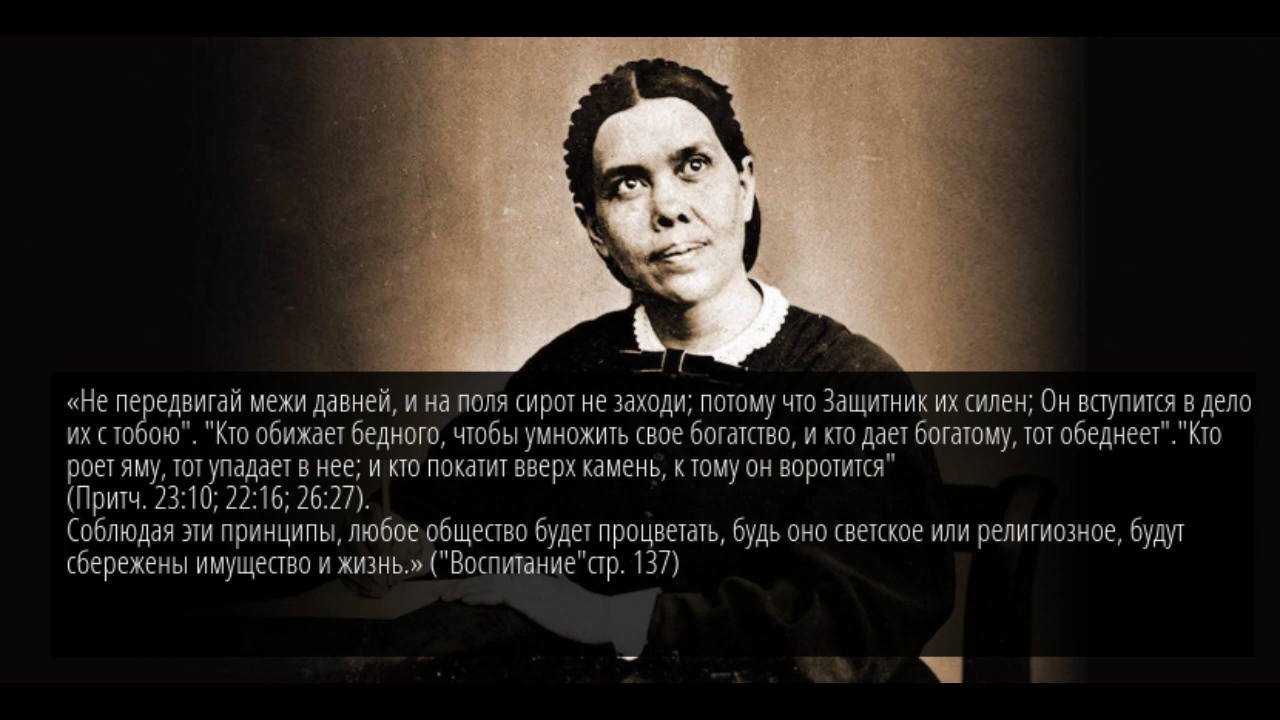 «Не передвигай межи давней, и на поля сирот не заходи; потому что Защитник их силен; Он вступится в дело
их с тобою". "Кто обижает бедного, чтобы умножить свое богатство, и кто дает богатому, тот обеднеет"."Кто
роет яму, тот упадает в нее; и кто покатит вверх камень, к тому он воротится"
(Притч. 23:10; 22:16; 26:27).
Соблюдая эти принципы, любое общество будет процветать, будь оно светское или религиозное, будут
сбережены имущество и жизнь.» ("Воспитание"стр. 137)